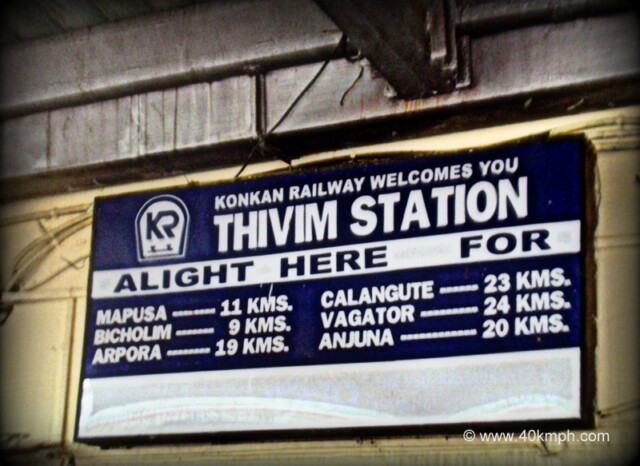 KR
KONKAN RAILWAY WELCOMES YOU
THIVIM STATION
ALIGHT HERE FOR
MAPUSA ------ 11 KMS.
BICHOLIM ------ 9 KMS.
ARPORA ------- 19 KMS.
CALANGUTE ----- 23 KMS.
VAGATOR ------- 24 KMS.
ANJUNA -------- 20 KMS.
© www.40kmph.com